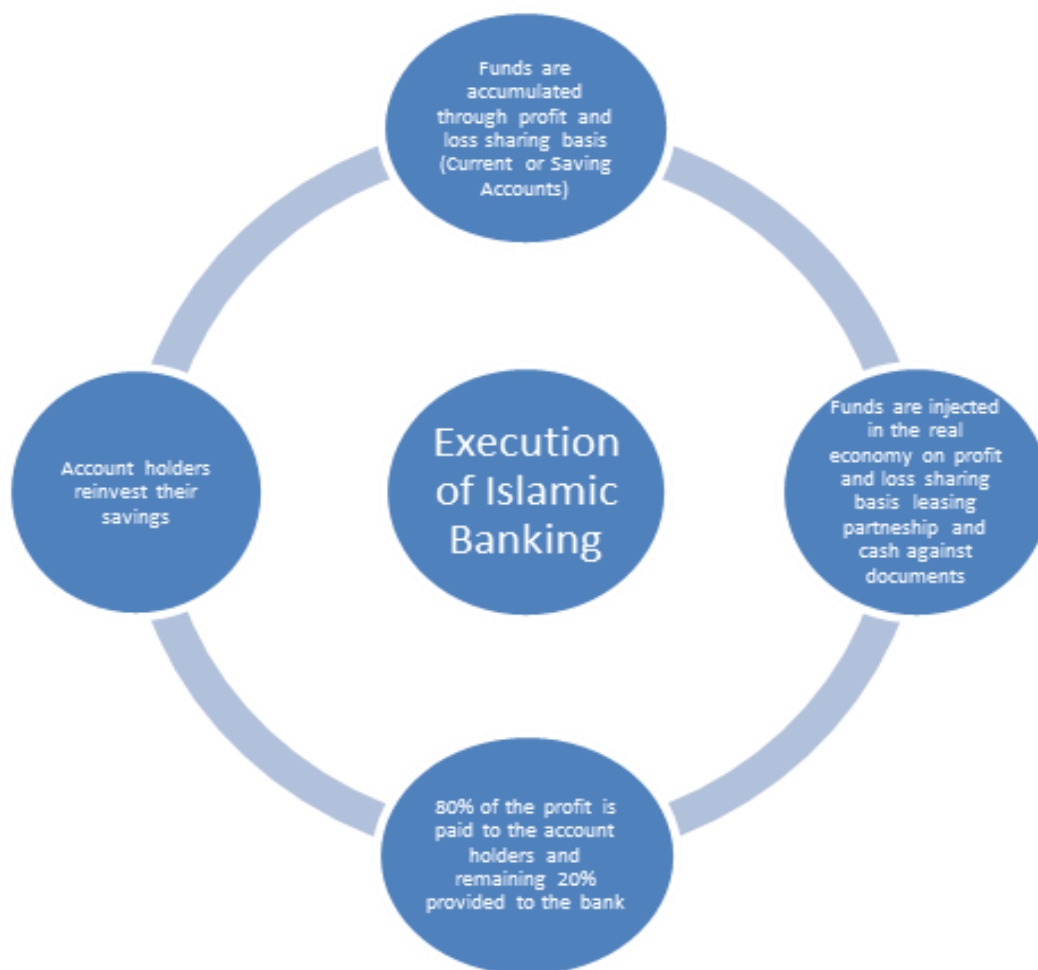 Funds are
accumulated
through profit and
loss sharing basis
(Current or Saving
Accounts)
Funds are injected
in the real
economy on profit
and loss sharing
basis leasing
partneship and
cash against
documents
80% of the profit is
paid to the account
holders and
remaining 20%
provided to the bank
Account holders
reinvest their
savings
Execution
of Islamic
Banking